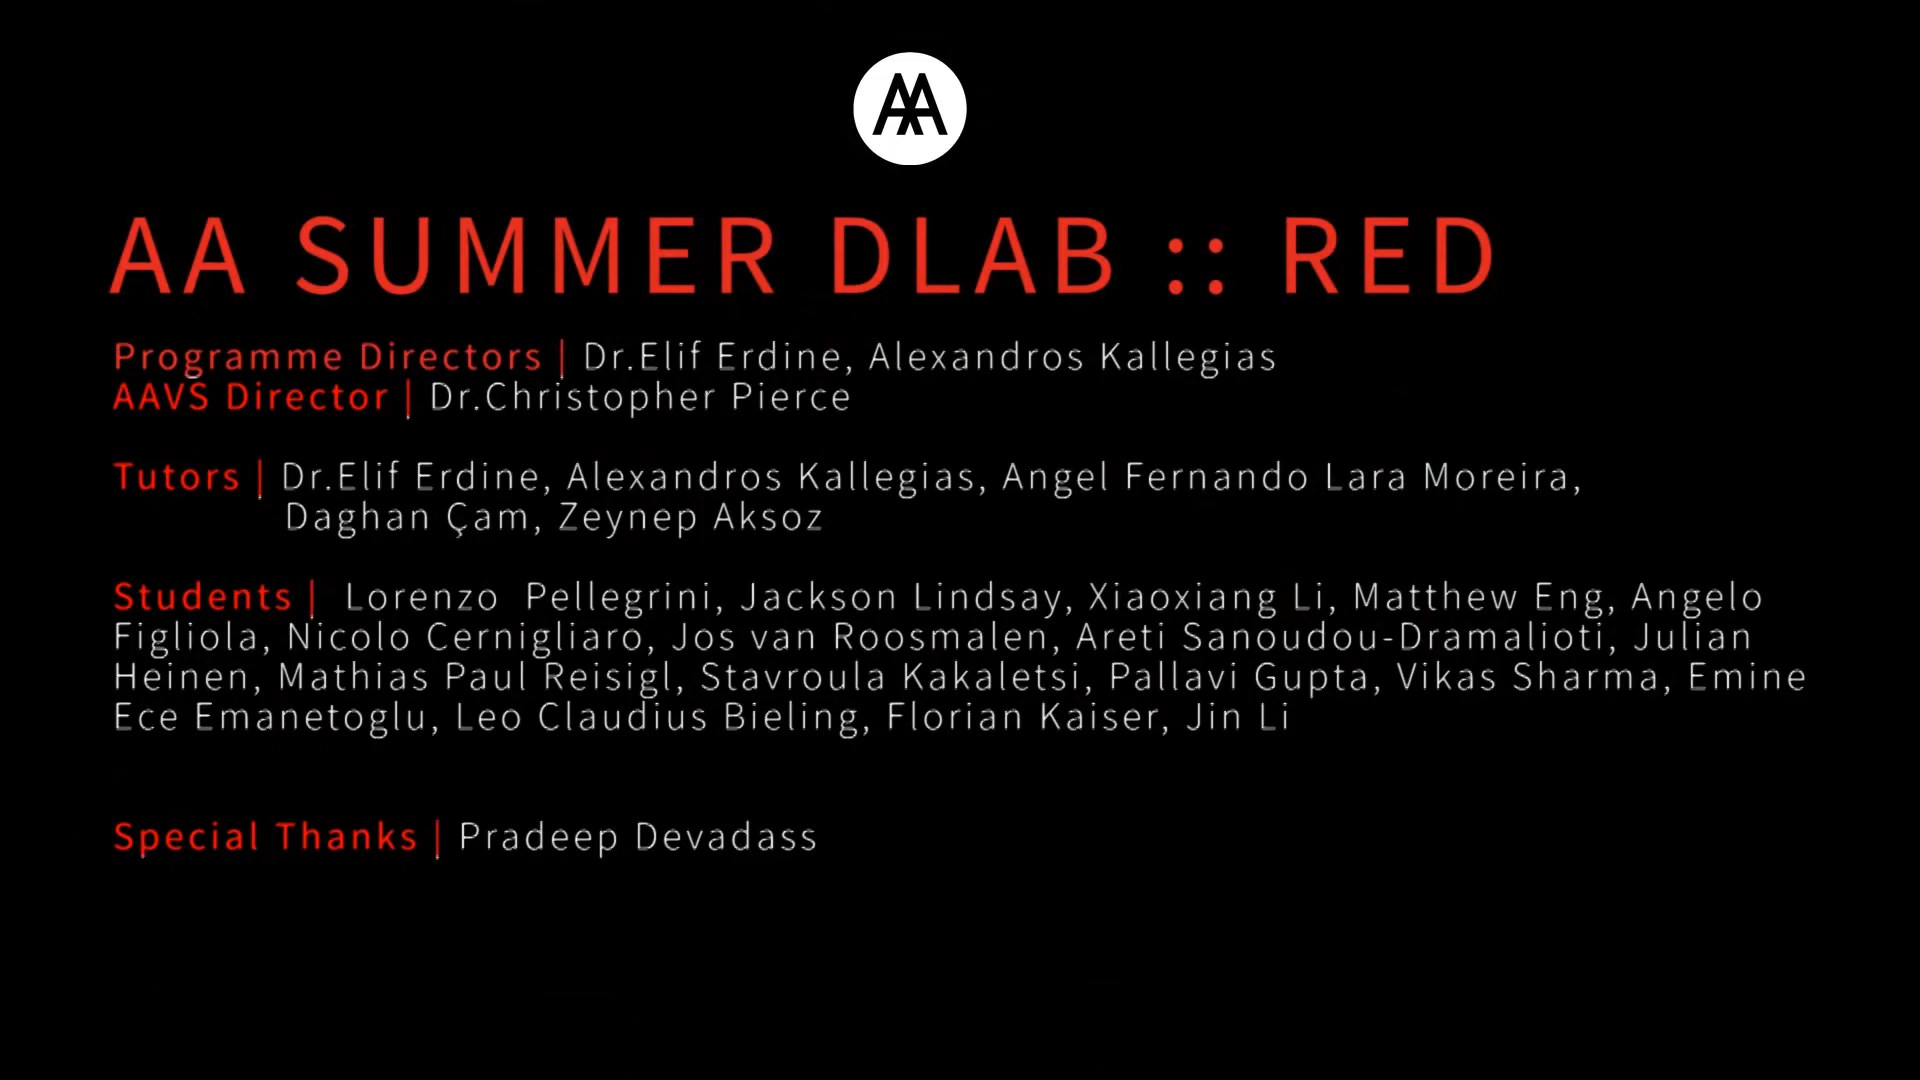 AA
AA SUMMER DLAB :: RED
Programme Directors | Dr.Elif Erdine, Alexandros Kallegias
AAVS Director | Dr.Christopher Pierce
Tutors | Dr.Elif Erdine, Alexandros Kallegias, Angel Fernando Lara Moreira,
Daghan Çam, Zeynep Aksoz
Students | Lorenzo Pellegrini, Jackson Lindsay, Xiaoxiang Li, Matthew Eng, Angelo
Figliola, Nicolo Cernigliaro, Jos van Roosmalen, Areti Sanoudou-Dramalioti, Julian
Heinen, Mathias Paul Reisigl, Stavroula Kakaletsi, Pallavi Gupta, Vikas Sharma, Emine
Ece Emanetoglu, Leo Claudius Bieling, Florian Kaiser, Jin Li
Special Thanks | Pradeep Devadass